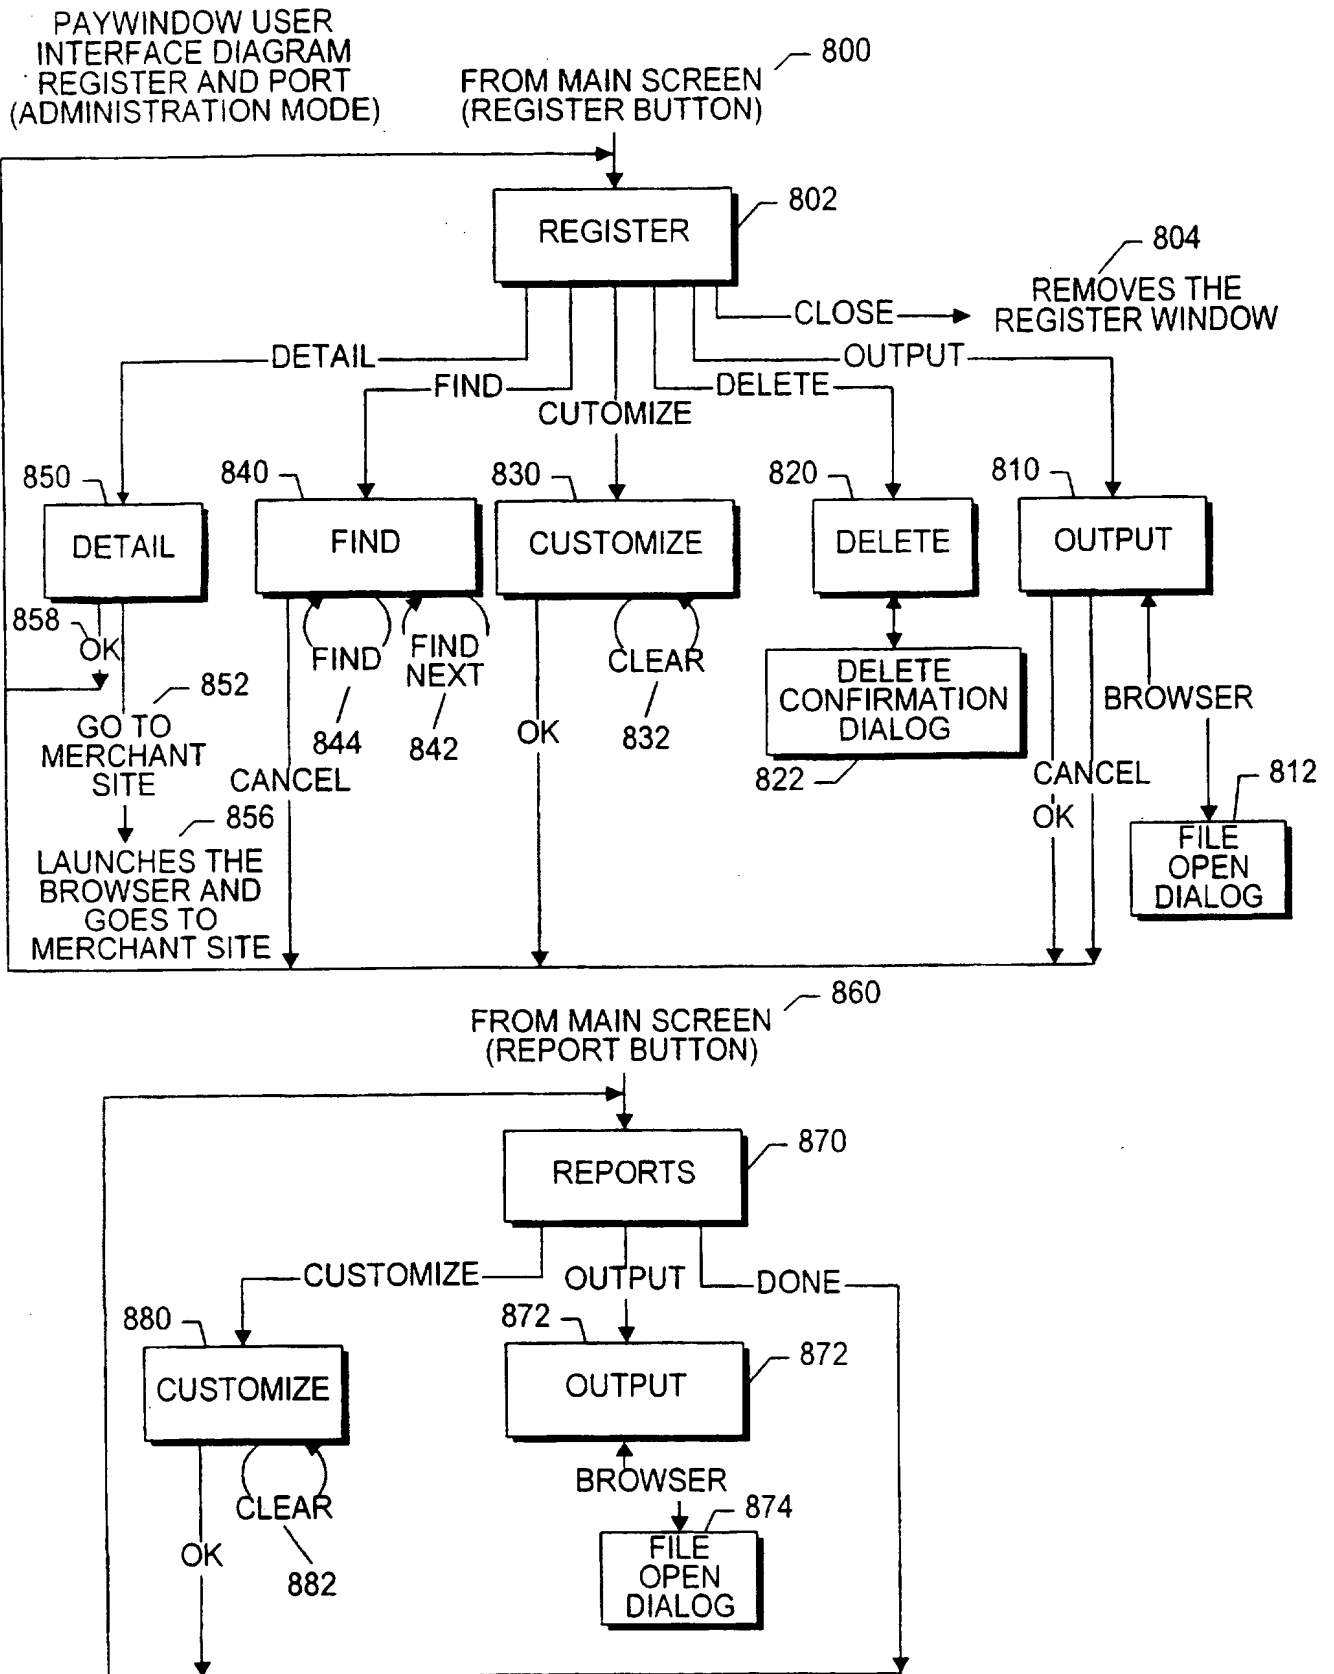 PAYWINDOW USER
INTERFACE DIAGRAM
REGISTER AND PORT
(ADMINISTRATION MODE)
800
FROM MAIN SCREEN
(REGISTER BUTTON)
802
REGISTER
804
REMOVES THE
REGISTER WINDOW
CLOSE
DETAIL
OUTPUT
FIND
DELETE
CUTOMIZE
850
840
830
820
810
DETAIL
FIND
CUSTOMIZE
DELETE
OUTPUT
858
OK
FIND
FIND
NEXT
CLEAR
DELETE
CONFIRMATION
DIALOG
BROWSER
852
GO TO
MERCHANT
SITE
844
842
OK
832
822
CANCEL
CANCEL
OK
812
FILE
OPEN
DIALOG
856
LAUNCHES THE
BROWSER AND
GOES TO
MERCHANT SITE
860
FROM MAIN SCREEN
(REPORT BUTTON)
870
REPORTS
CUSTOMIZE
OUTPUT
DONE
880
872
872
CUSTOMIZE
OUTPUT
BROWSER
CLEAR
874
FILE
OPEN
DIALOG
OK
882